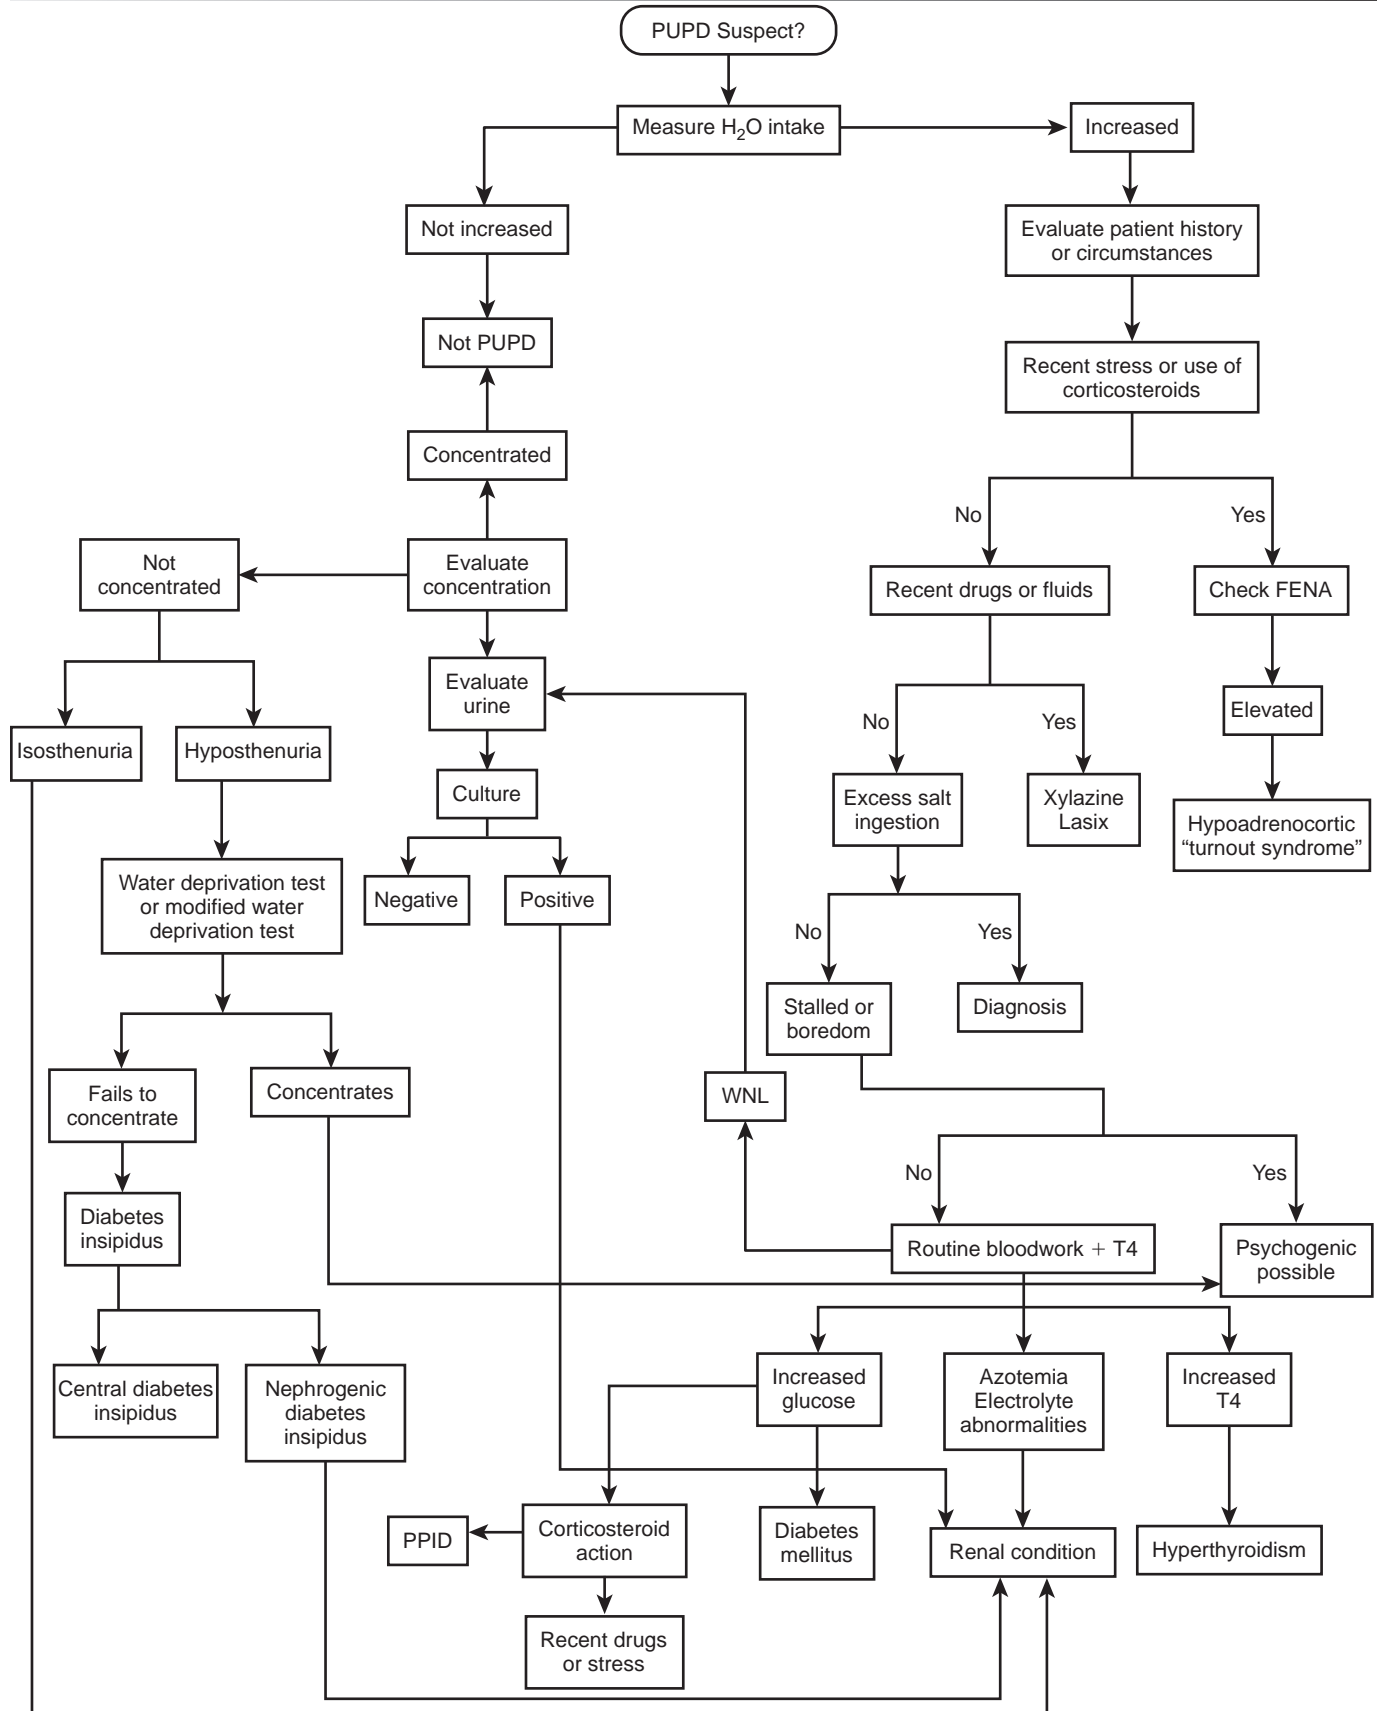 PUPD Suspect?
Measure H₂O intake
Increased
Not increased
Evaluate patient history
or circumstances
Not PUPD
Recent stress or use of
corticosteroids
Concentrated
No
Yes
Not
concentrated
Evaluate
concentration
Recent drugs or fluids
Check FENA
Evaluate
urine
No
Yes
Elevated
Isosthenuria
Hyposthenuria
Culture
Excess salt
ingestion
Xylazine
Lasix
Hypoadrenocortic
“turnout syndrome”
Water deprivation test
or modified water
deprivation test
Negative
Positive
No
Yes
Stalled or
boredom
Diagnosis
Fails to
concentrate
Concentrates
WNL
No
Yes
Diabetes
insipidus
Routine bloodwork + T4
Psychogenic
possible
Central diabetes
insipidus
Nephrogenic
diabetes
insipidus
Increased
glucose
Azotemia
Electrolyte
abnormalities
Increased
T4
PPID
Corticosteroid
action
Diabetes
mellitus
Renal condition
Hyperthyroidism
Recent drugs
or stress